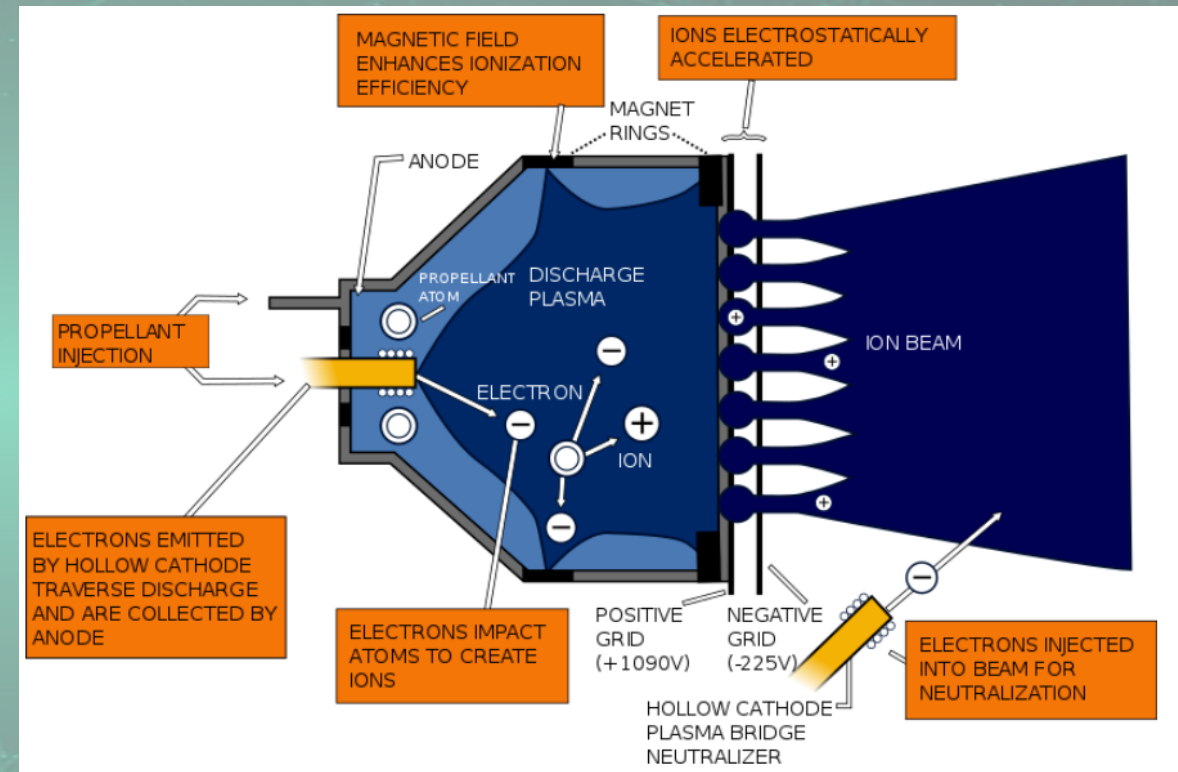 MAGNETIC FIELD
ENHANCES IONIZATION
EFFICIENCY
IONS ELECTROSTATICALLY
ACCELERATED
MAGNET
RINGS
ANODE
PROPELLANT
ATOM
DISCHARGE
PLASMA
PROPELLANT
INJECTION
ION BEAM
ELECTRON
ION
ELECTRONS EMITTED
BY HOLLOW CATHODE
TRAVERSE DISCHARGE
AND ARE COLLECTED BY
ANODE
ELECTRONS IMPACT
ATOMS TO CREATE
IONS
POSITIVE
GRID
(+1090V)
NEGATIVE
GRID
(-225V)
ELECTRONS INJECTED
INTO BEAM FOR
NEUTRALIZATION
HOLLOW CATHODE
PLASMA BRIDGE
NEUTRALIZER